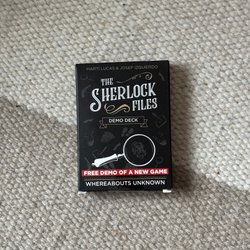 MARTÍ LUCAS & JOSEP IZQUIERDO
THE
SHERLOCK
FILES
DEMO DECK
FREE DEMO OF A NEW GAME
WHEREABOUTS UNKNOWN